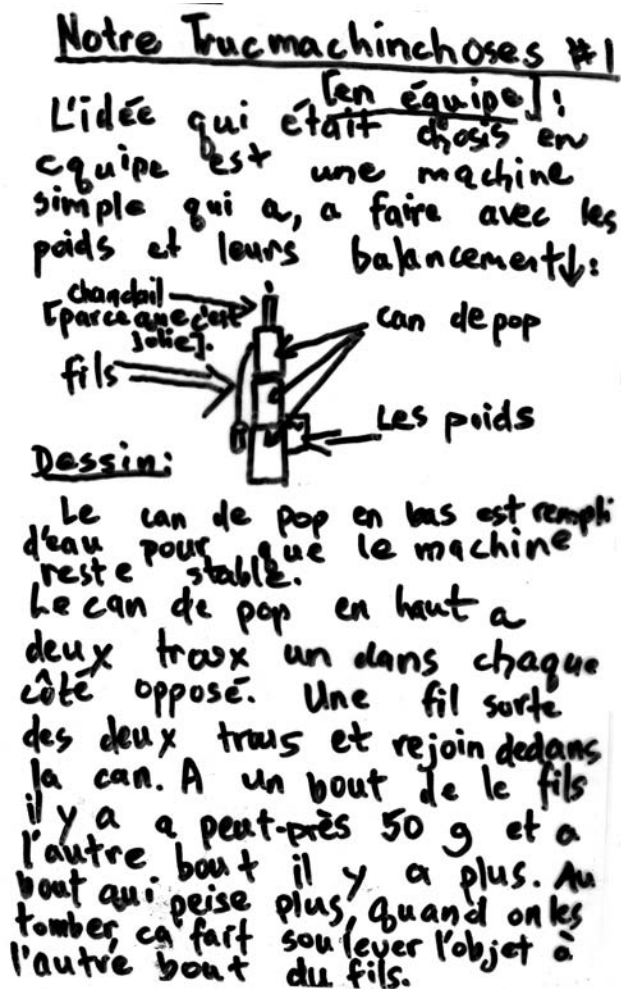 Notre Trucmachinchoses #1
[en équipe]:
L'idée qui était chosis en
équipe est une machine
simple qui a, a faire avec les
poids et leurs balancement↓:
chandail
[parce que c'est
jolie].
can de pop
fils
Les poids
Dessin:
Le can de pop en bas est rempli
d'eau pour que le machine
reste stable.
Le can de pop en haut a
deux troux un dans chaque
côté opposé. Une fil sorte
des deux trous et rejoin dedans
la can. A un bout de le fils
il y a a peut-près 50 g et a
l'autre bout il y a plus. Au
bout qui peise plus, quand on les
tomber, ça fait soulever l'objet à
l'autre bout du fils.